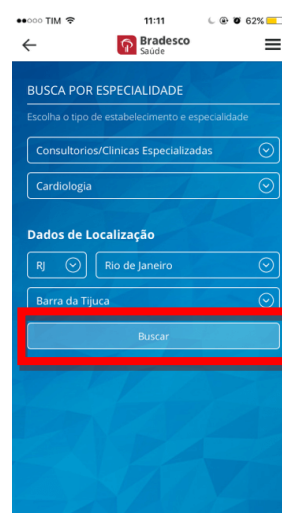 TIM 11:11 62%
Bradesco
Saúde
BUSCA POR ESPECIALIDADE
Escolha o tipo de estabelecimento e especialidade
Consultorios/Clinicas Especializadas
Cardiologia
Dados de Localização
RJ Rio de Janeiro
Barra da Tijuca
Buscar